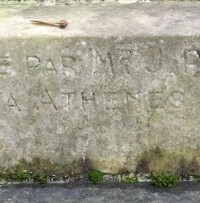 É PAR MR J. P
A ATHENES